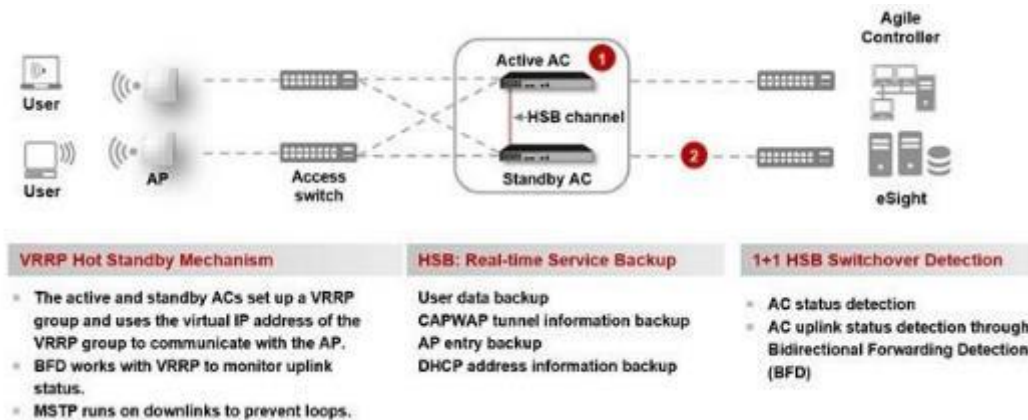 Agile
Controller
Active AC
1
User
HSB channel
2
User
AP
Access
switch
Standby AC
eSight
VRRP Hot Standby Mechanism
The active and standby ACs set up a VRRP
group and uses the virtual IP address of the
VRRP group to communicate with the AP.
BFD works with VRRP to monitor uplink
status.
MSTP runs on downlinks to prevent loops.
HSB: Real-time Service Backup
User data backup
CAPWAP tunnel information backup
AP entry backup
DHCP address information backup
1+1 HSB Switchover Detection
AC status detection
AC uplink status detection through
Bidirectional Forwarding Detection
(BFD)